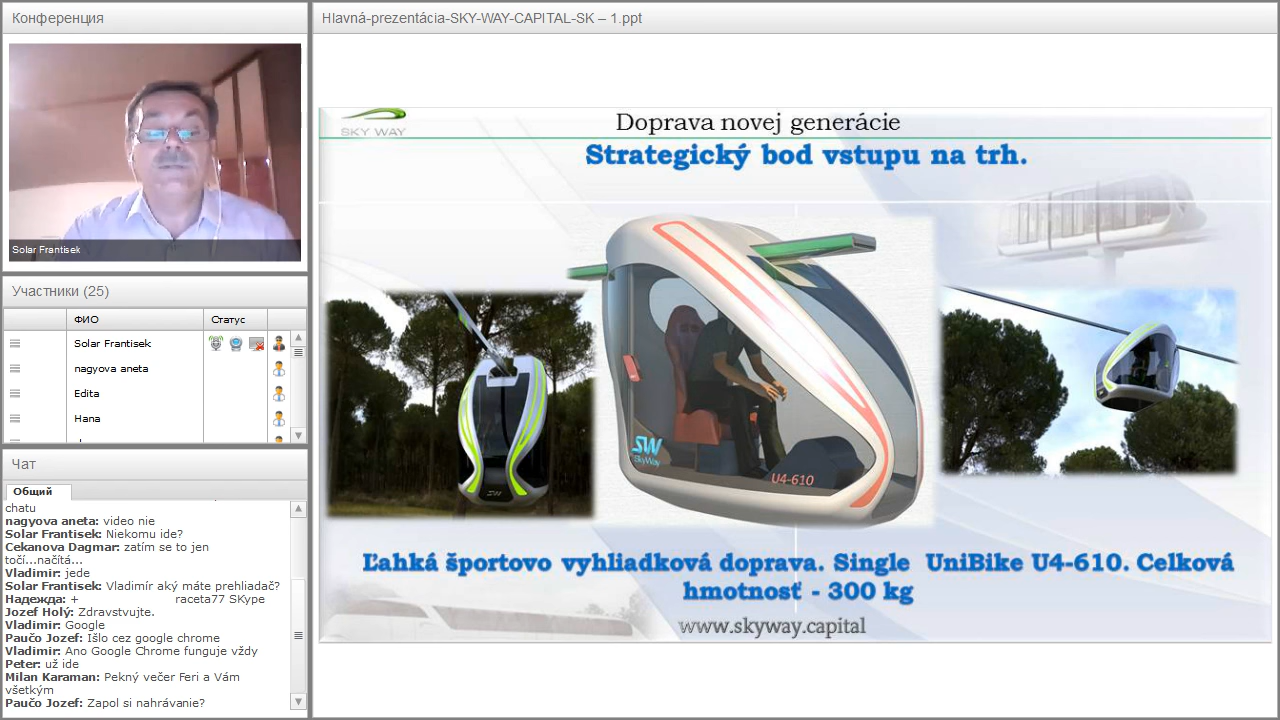 Конференция
Solar Frantisek
Участники (25)
ФИО
Статус
Solar Frantisek
nagyova aneta
Edita
Hana
Чат
Общий
chatu
nagyova aneta: video nie
Solar Frantisek: Niekomu ide?
Cekanova Dagmar: zatím se to jen
točí...načítá...
Vladimir: jede
Solar Frantisek: Vladimír aký máte prehliadač?
Надежда: + raceta77 SKype
Jozef Holý: Zdravstvujte.
Vladimir: Google
Paučo Jozef: Išlo cez google chrome
Vladimir: Ano Google Chrome funguje vždy
Peter: už ide
Milan Karaman: Pekný večer Feri a Vám
všetkým
Paučo Jozef: Zapol si nahrávanie?
Hlavná-prezentácia-SKY-WAY-CAPITAL-SK – 1.ppt
SKY WAY
Doprava novej generácie
Strategický bod vstupu na trh.
SW
SkyWay
U4-610
Ľahká športovo vyhliadková doprava. Single UniBike U4-610. Celková
hmotnosť - 300 kg
www.skyway.capital